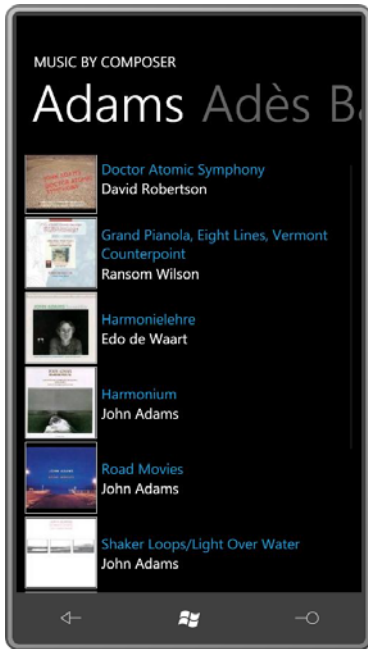 MUSIC BY COMPOSER
Adams Adès Ba
Doctor Atomic Symphony
David Robertson
Grand Pianola, Eight Lines, Vermont
Counterpoint
Ransom Wilson
Harmonielehre
Edo de Waart
Harmonium
John Adams
Road Movies
John Adams
Shaker Loops/Light Over Water
John Adams